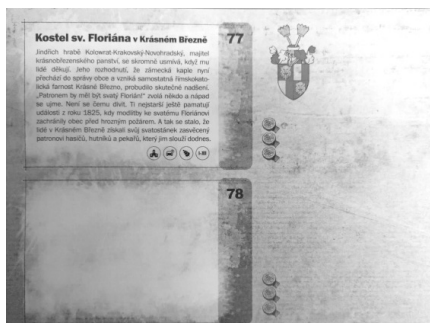 Kostel sv. Floriána v Krásném Březně
77
Jindřich hrabě Kolowrat-Krakovský-Novohradský, majitel
krásnobřezenského panství, se skromně usmívá, když mu
lidé děkují. Jeho rozhodnutí, že zámecká kaple nyní
přechází do správy obce a vzniká samostatná římskokato-
lická farnost Krásné Březno, probudilo skutečné nadšení.
„Patronem by měl být svatý Florián!“ zvolá někdo a nápad
se ujme. Není se čemu divit. Ti nejstarší ještě pamatují
události z roku 1825, kdy modlitby ke svatému Floriánovi
zachránily obec před hrozným požárem. A tak se stalo, že
lidé v Krásném Březně získali svůj svatostánek zasvěcený
patronovi hasičů, hutníků a pekařů, který jim slouží dodnes.
78